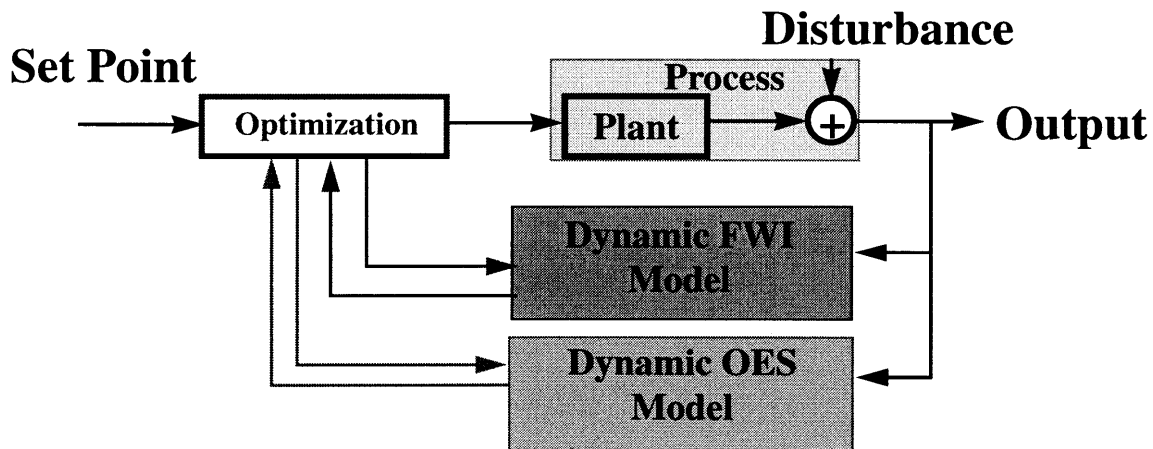 Disturbance
Set Point
Process
Optimization
Plant
+
Output
Dynamic FWI
Model
Dynamic OES
Model